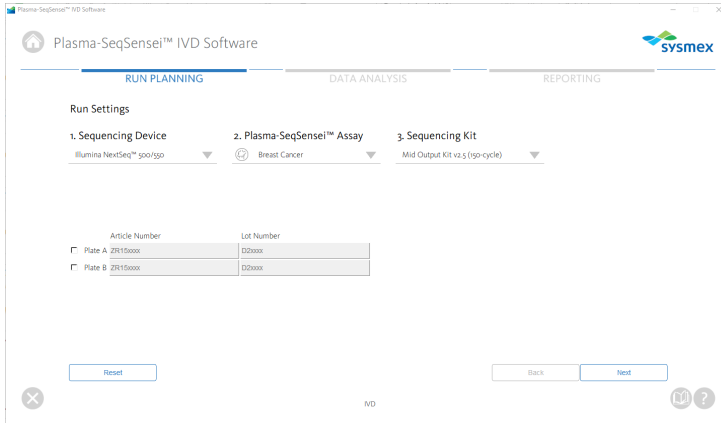 Plasma-SeqSensei™ IVD Software
Plasma-SeqSensei™ IVD Software
sysmex
RUN PLANNING DATA ANALYSIS REPORTING
Run Settings
1. Sequencing Device 2. Plasma-SeqSensei™ Assay 3. Sequencing Kit
Illumina NextSeq™ 500/550 Breast Cancer Mid Output Kit v2.5 (150-cycle)
Article Number Lot Number
Plate A ZR15xxxx D2xxxx
Plate B ZR15xxxx D2xxxx
Reset Back Next
IVD
?